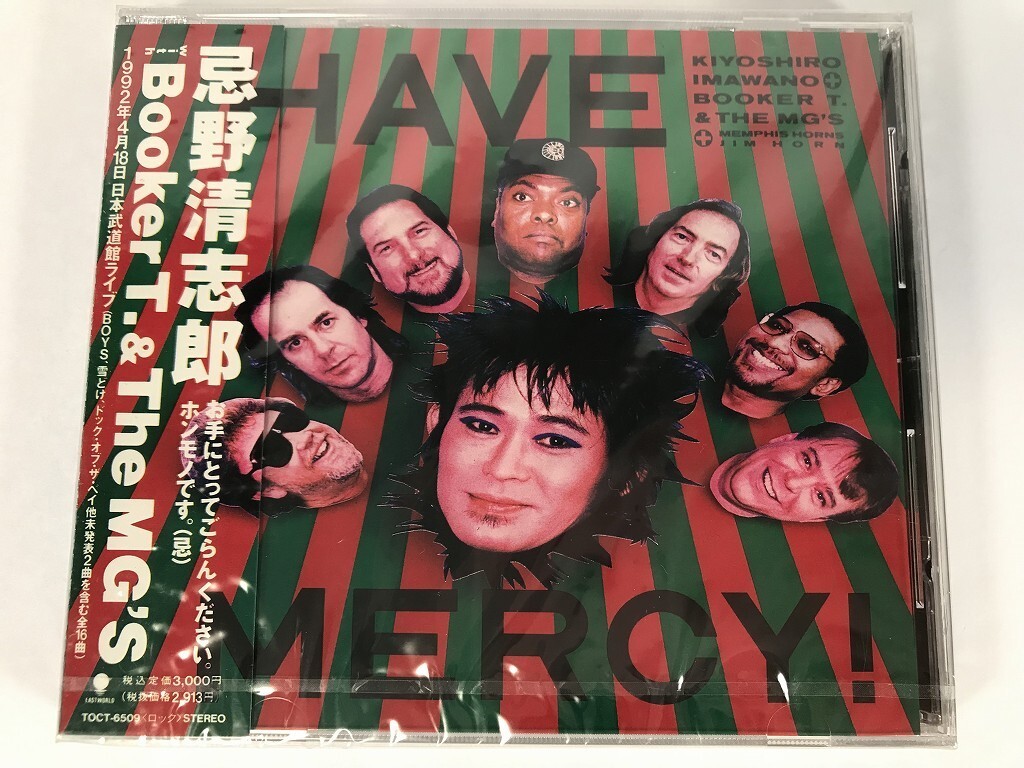 忌野清志郎
with
Booker T. & The MG'S
1992年4月18日日本武道館ライブ(BOYS、雪どけ、ドック・オブ・ザ・ベイ他未発表2曲を含む全16曲)
お手にとってごらんください。
ホンモノです。(忌)
税込定価3,000円
(税抜価格2,913円)
EASTWORLD
TOCT-6509〈ロック〉STEREO
HAVE
KIYOSHIRO
IMAWANO +
BOOKER T.
& THE MG'S
+ MEMPHIS HORNS
JIM HORN
MERCY!